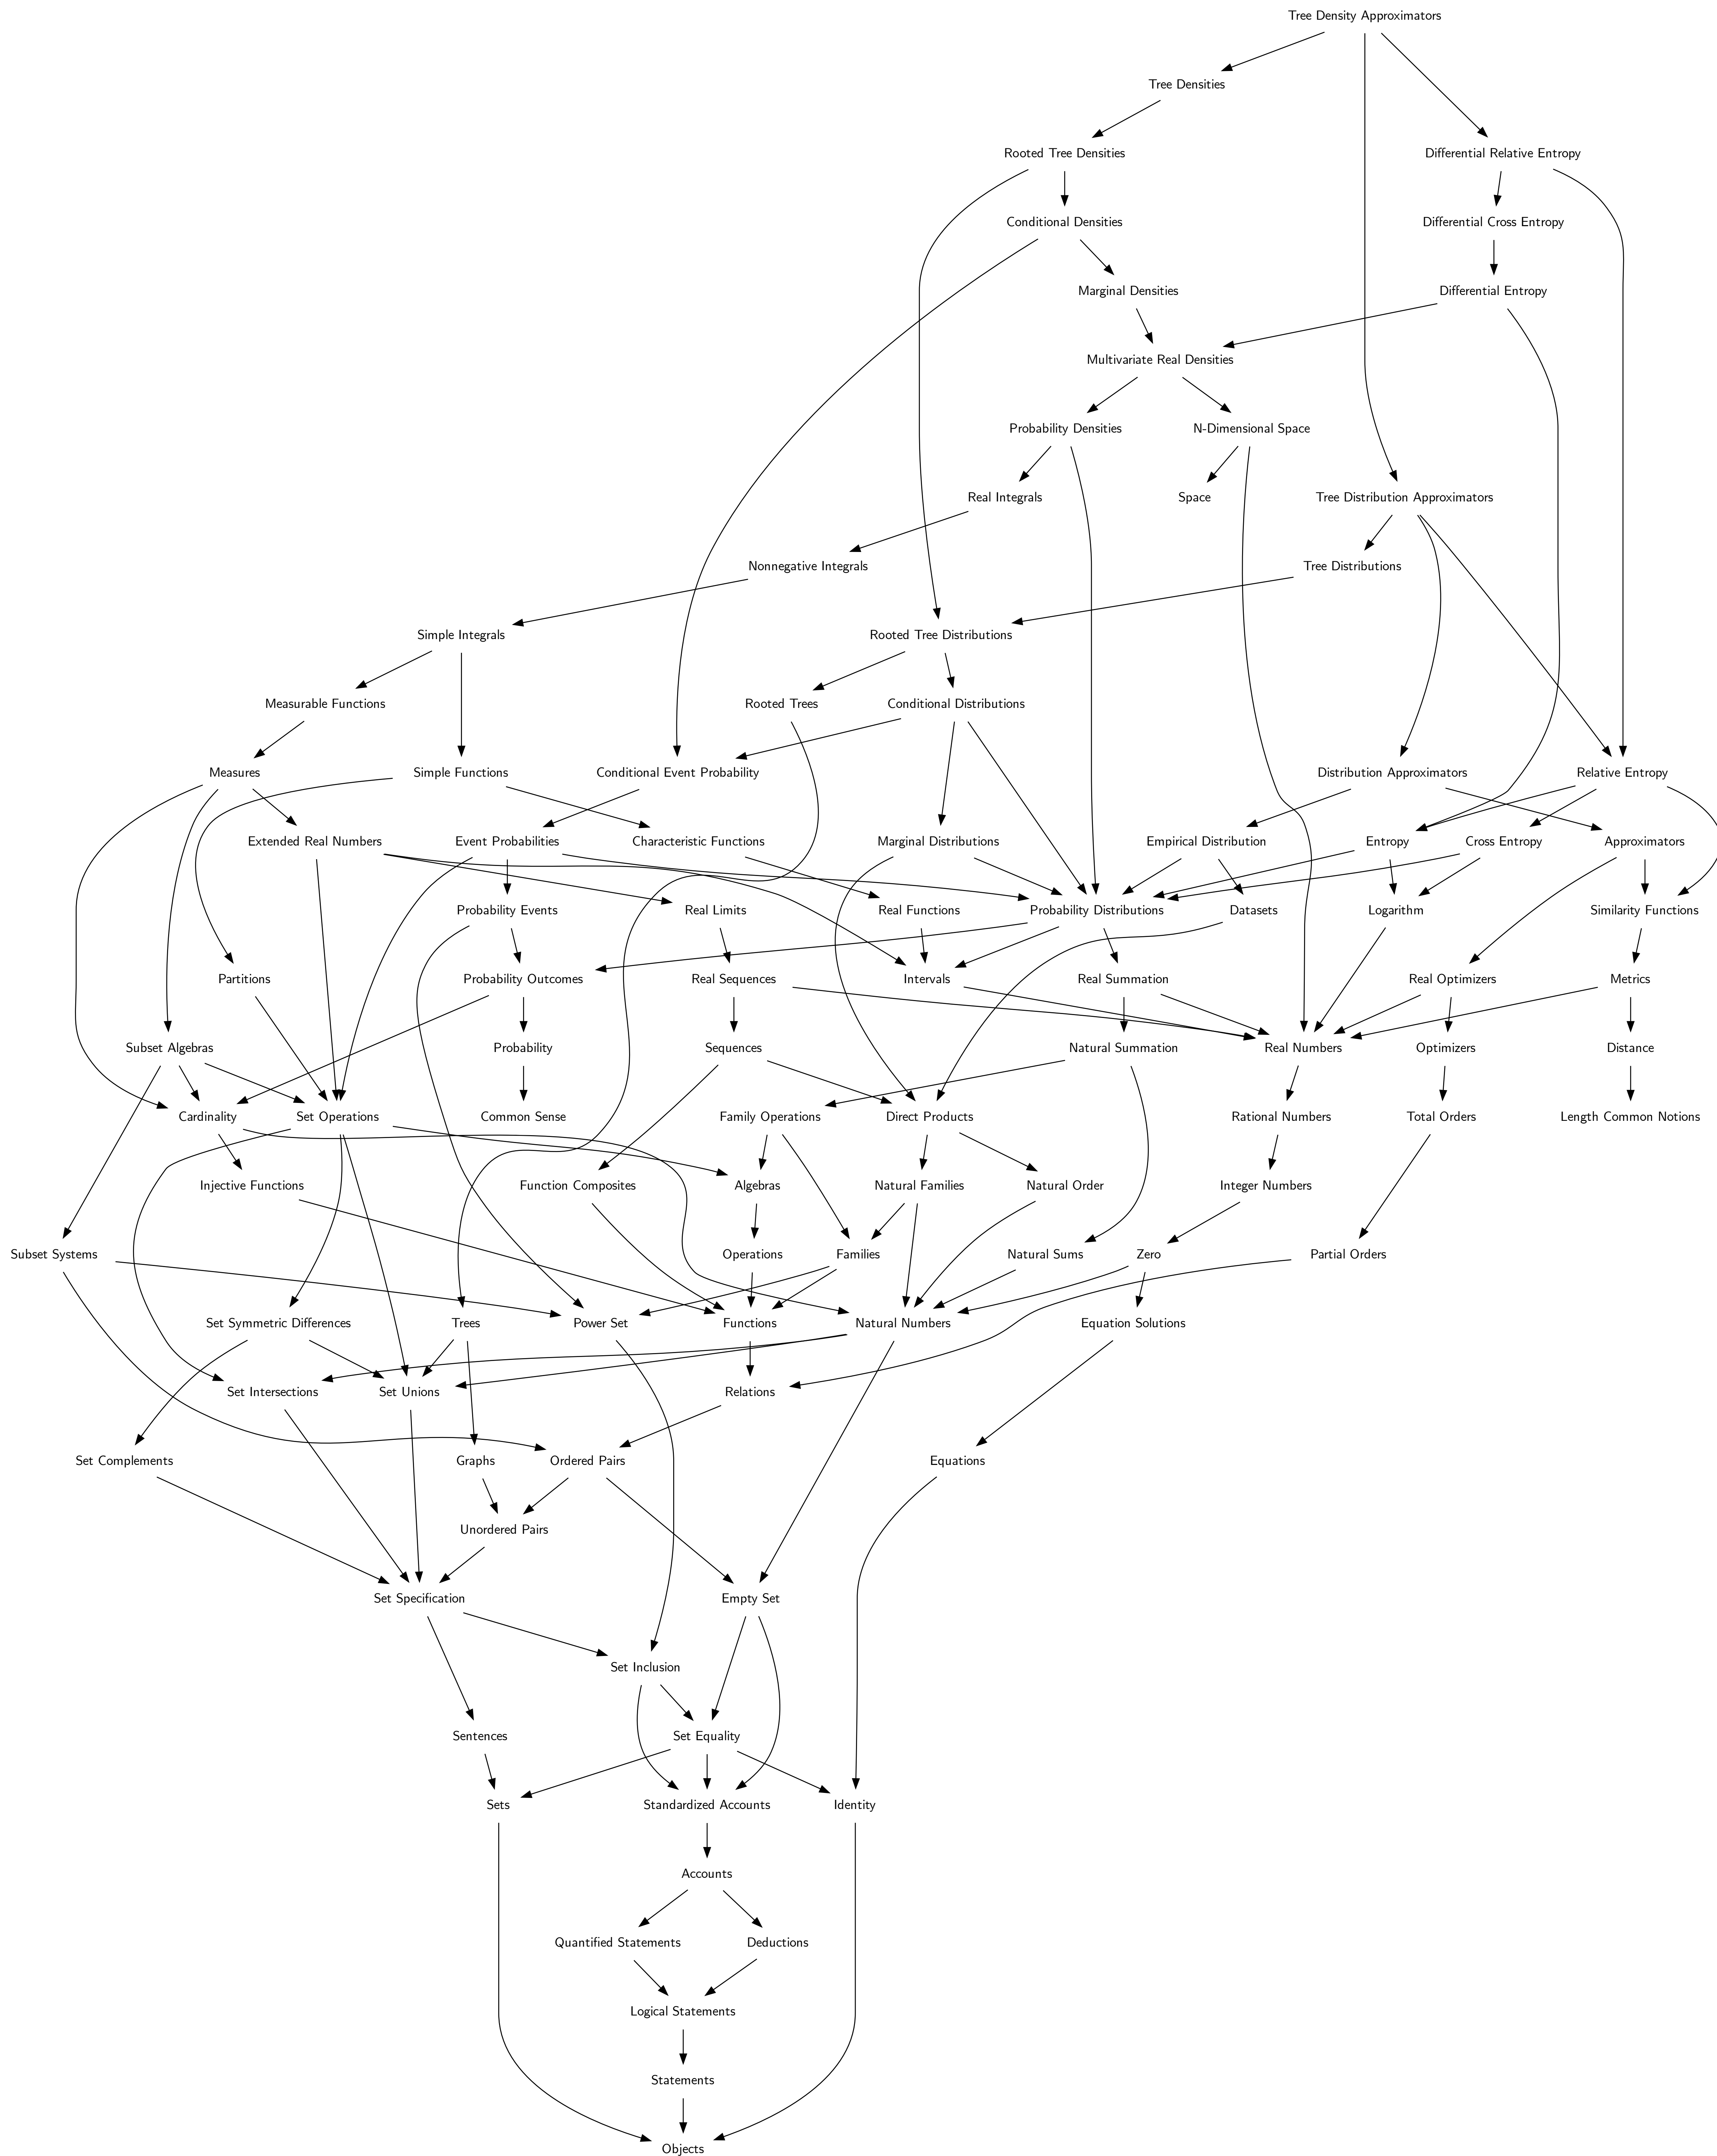 Tree Density Approximators
Tree Densities
Rooted Tree Densities
Differential Relative Entropy
Conditional Densities
Differential Cross Entropy
Marginal Densities
Differential Entropy
Multivariate Real Densities
Probability Densities
N-Dimensional Space
Real Integrals
Space
Tree Distribution Approximators
Nonnegative Integrals
Tree Distributions
Simple Integrals
Rooted Tree Distributions
Measurable Functions
Rooted Trees
Conditional Distributions
Measures
Simple Functions
Conditional Event Probability
Distribution Approximators
Relative Entropy
Extended Real Numbers
Event Probabilities
Characteristic Functions
Marginal Distributions
Empirical Distribution
Entropy
Cross Entropy
Approximators
Probability Events
Real Limits
Real Functions
Probability Distributions
Datasets
Logarithm
Similarity Functions
Partitions
Probability Outcomes
Real Sequences
Intervals
Real Summation
Real Optimizers
Metrics
Subset Algebras
Probability
Sequences
Natural Summation
Real Numbers
Optimizers
Distance
Cardinality
Set Operations
Common Sense
Family Operations
Direct Products
Rational Numbers
Total Orders
Length Common Notions
Injective Functions
Function Composites
Algebras
Natural Families
Natural Order
Integer Numbers
Subset Systems
Operations
Families
Natural Sums
Zero
Partial Orders
Set Symmetric Differences
Trees
Power Set
Functions
Natural Numbers
Equation Solutions
Set Intersections
Set Unions
Relations
Set Complements
Graphs
Ordered Pairs
Equations
Unordered Pairs
Set Specification
Empty Set
Set Inclusion
Sentences
Set Equality
Sets
Standardized Accounts
Identity
Accounts
Quantified Statements
Deductions
Logical Statements
Statements
Objects